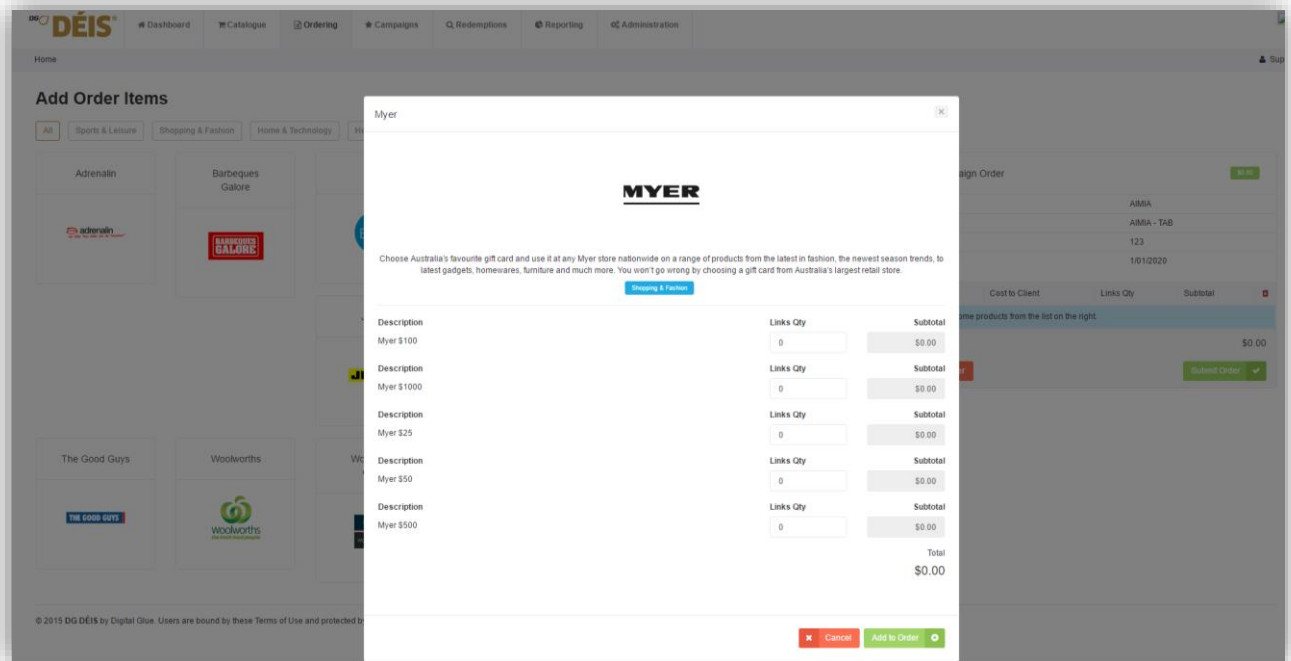 DG DÉIS®
Dashboard Catalogue Ordering Campaigns Redemptions Reporting Administration
Home Sup
Add Order Items
All Sports & Leisure Shopping & Fashion Home & Technology
Adrenalin Barbeques
Galore
adrenalin
BARBEQUES
GALORE
The Good Guys Woolworths
THE GOOD GUYS
Woolworths
© 2015 DG DÉIS by Digital Glue. Users are bound by these Terms of Use and protected b
Myer
MYER
Choose Australia's favourite gift card and use it at any Myer store nationwide on a range of products from the latest in fashion, the newest season trends, to
latest gadgets, homewares, furniture and much more. You won't go wrong by choosing a gift card from Australia's largest retail store.
Shopping & Fashion
Description Links Qty Subtotal
Myer $100 0 $0.00
Description Links Qty Subtotal
Myer $1000 0 $0.00
Description Links Qty Subtotal
Myer $25 0 $0.00
Description Links Qty Subtotal
Myer $50 0 $0.00
Description Links Qty Subtotal
Myer $500 0 $0.00
Total
$0.00
Cancel Add to Order
aign Order $0.00
AIMIA
AIMIA - TAB
123
1/01/2020
Cost to Client Links Qty Subtotal
ome products from the list on the right.
$0.00
Submit Order